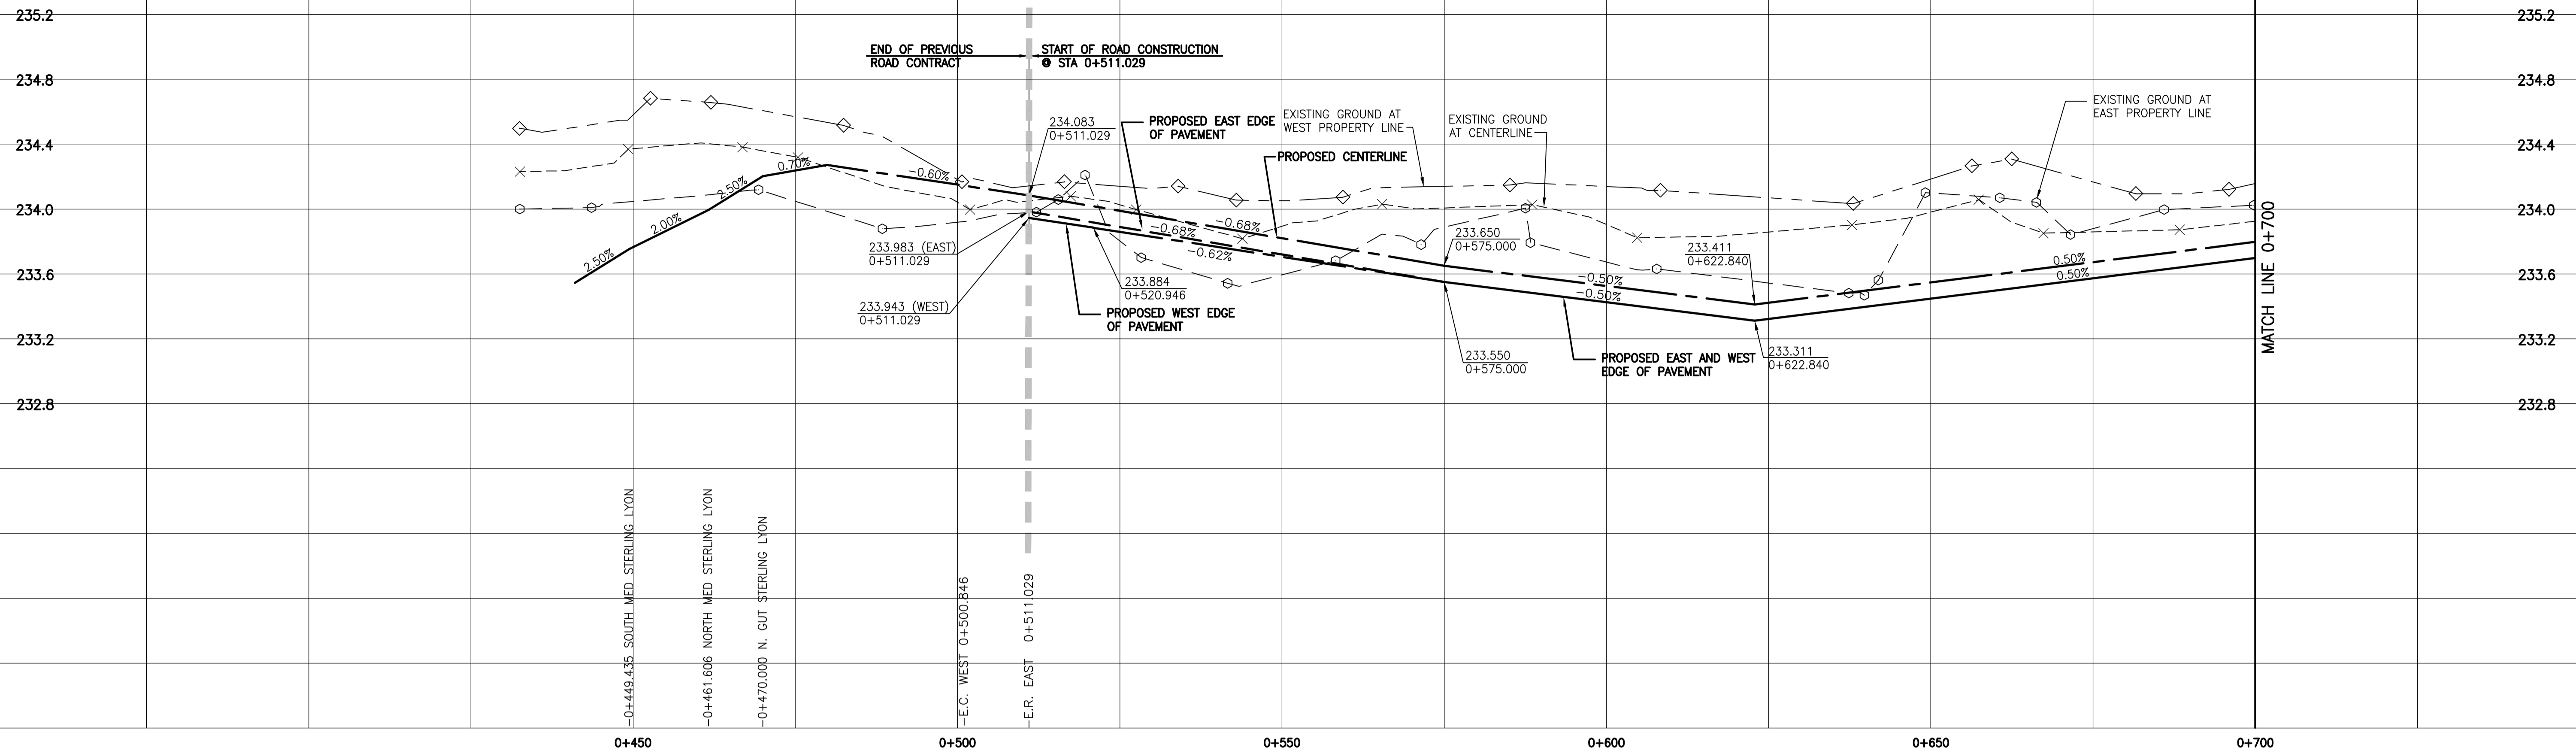 235.2
235.2
END OF PREVIOUS
ROAD CONTRACT
START OF ROAD CONSTRUCTION
@ STA 0+511.029
234.8
234.8
234.083
0+511.029
PROPOSED EAST EDGE
OF PAVEMENT
EXISTING GROUND AT
WEST PROPERTY LINE
EXISTING GROUND
AT CENTERLINE
EXISTING GROUND AT
EAST PROPERTY LINE
234.4
234.4
PROPOSED CENTERLINE
2.50%
2.00%
2.50%
0.70%
-0.60%
234.0
234.0
-0.68%
-0.68%
-0.62%
233.983 (EAST)
0+511.029
233.943 (WEST)
0+511.029
233.884
0+520.946
PROPOSED WEST EDGE
OF PAVEMENT
233.650
0+575.000
233.411
0+622.840
-0.50%
-0.50%
0.50%
0.50%
233.6
233.6
233.550
0+575.000
PROPOSED EAST AND WEST
EDGE OF PAVEMENT
233.311
0+622.840
MATCH LINE 0+700
233.2
233.2
232.8
232.8
-0+449.435 SOUTH MED STERLING LYON
-0+461.606 NORTH MED STERLING LYON
-0+470.000 N. GUT STERLING LYON
-E.C. WEST 0+500.846
-E.R. EAST 0+511.029
0+450
0+500
0+550
0+600
0+650
0+700